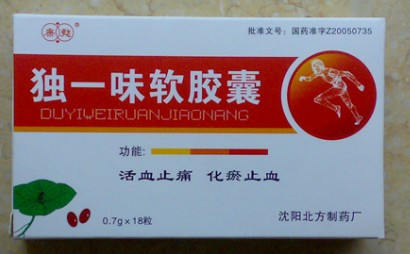 批准文号：国药准字Z20050735
独一味软胶囊
DUYIWEIRUANJIAONANG
功能：
活血止痛 化瘀止血
0.7g×18粒
沈阳北方制药厂